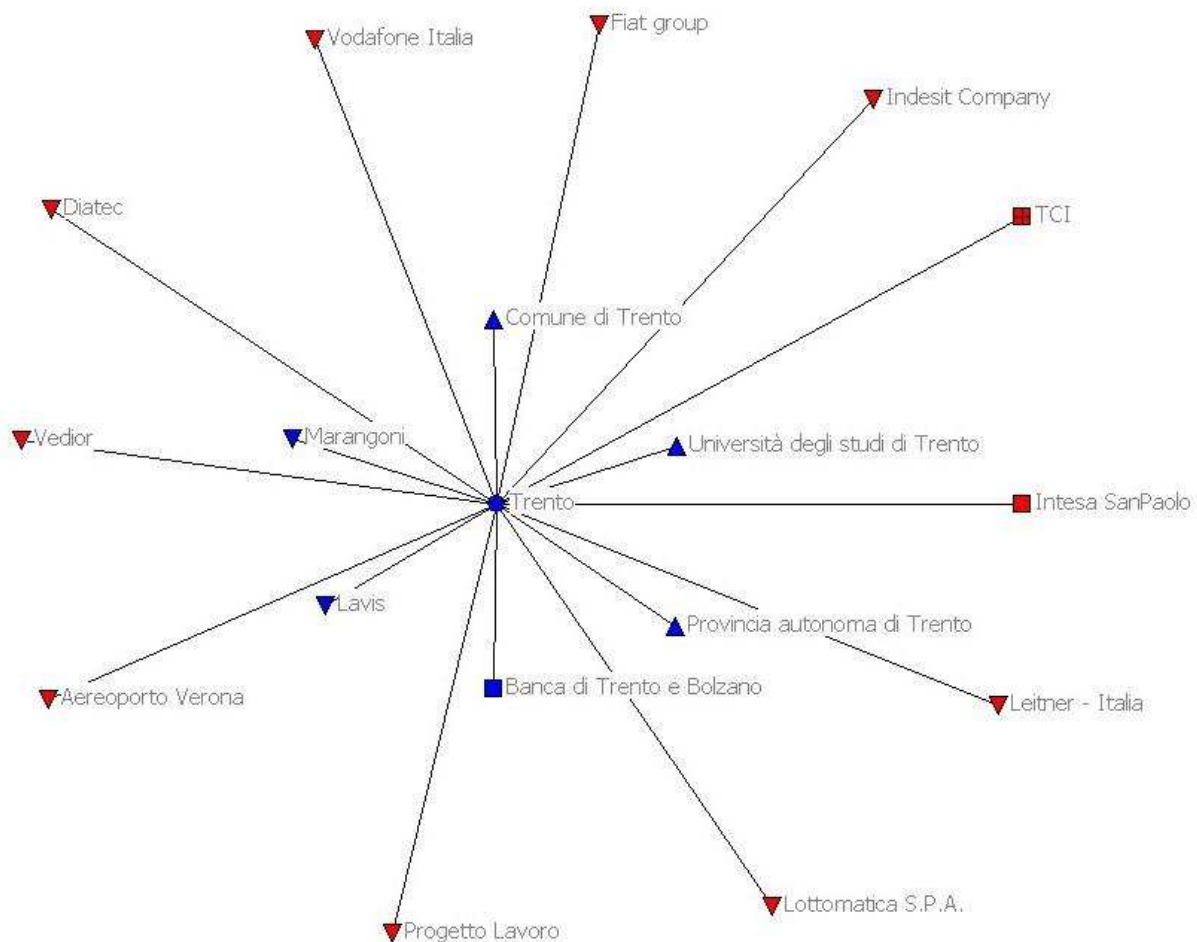 Fiat group
Vodafone Italia
Indesit Company
Diatec
TCI
Comune di Trento
Vedior
Marangoni
Università degli studi di Trento
Trento
Intesa SanPaolo
Lavis
Provincia autonoma di Trento
Aereoporto Verona
Banca di Trento e Bolzano
Leitner - Italia
Lottomatica S.P.A.
Progetto Lavoro